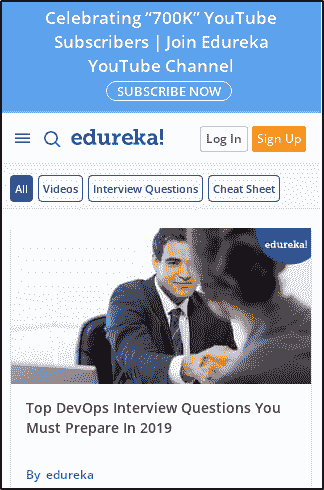 Celebrating “700K” YouTube
Subscribers | Join Edureka
YouTube Channel
SUBSCRIBE NOW
edureka!
Log In
Sign Up
All
Videos
Interview Questions
Cheat Sheet
edureka!
Top DevOps Interview Questions You
Must Prepare In 2019
By edureka